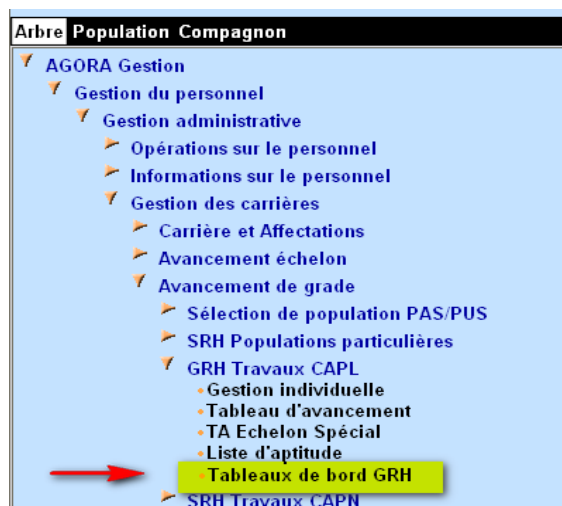 Arbre Population Compagnon
AGORA Gestion
Gestion du personnel
Gestion administrative
Opérations sur le personnel
Informations sur le personnel
Gestion des carrières
Carrière et Affectations
Avancement échelon
Avancement de grade
Sélection de population PAS/PUS
SRH Populations particulières
GRH Travaux CAPL
Gestion individuelle
Tableau d'avancement
TA Echelon Spécial
Liste d'aptitude
Tableaux de bord GRH
SRH Travaux CAPN